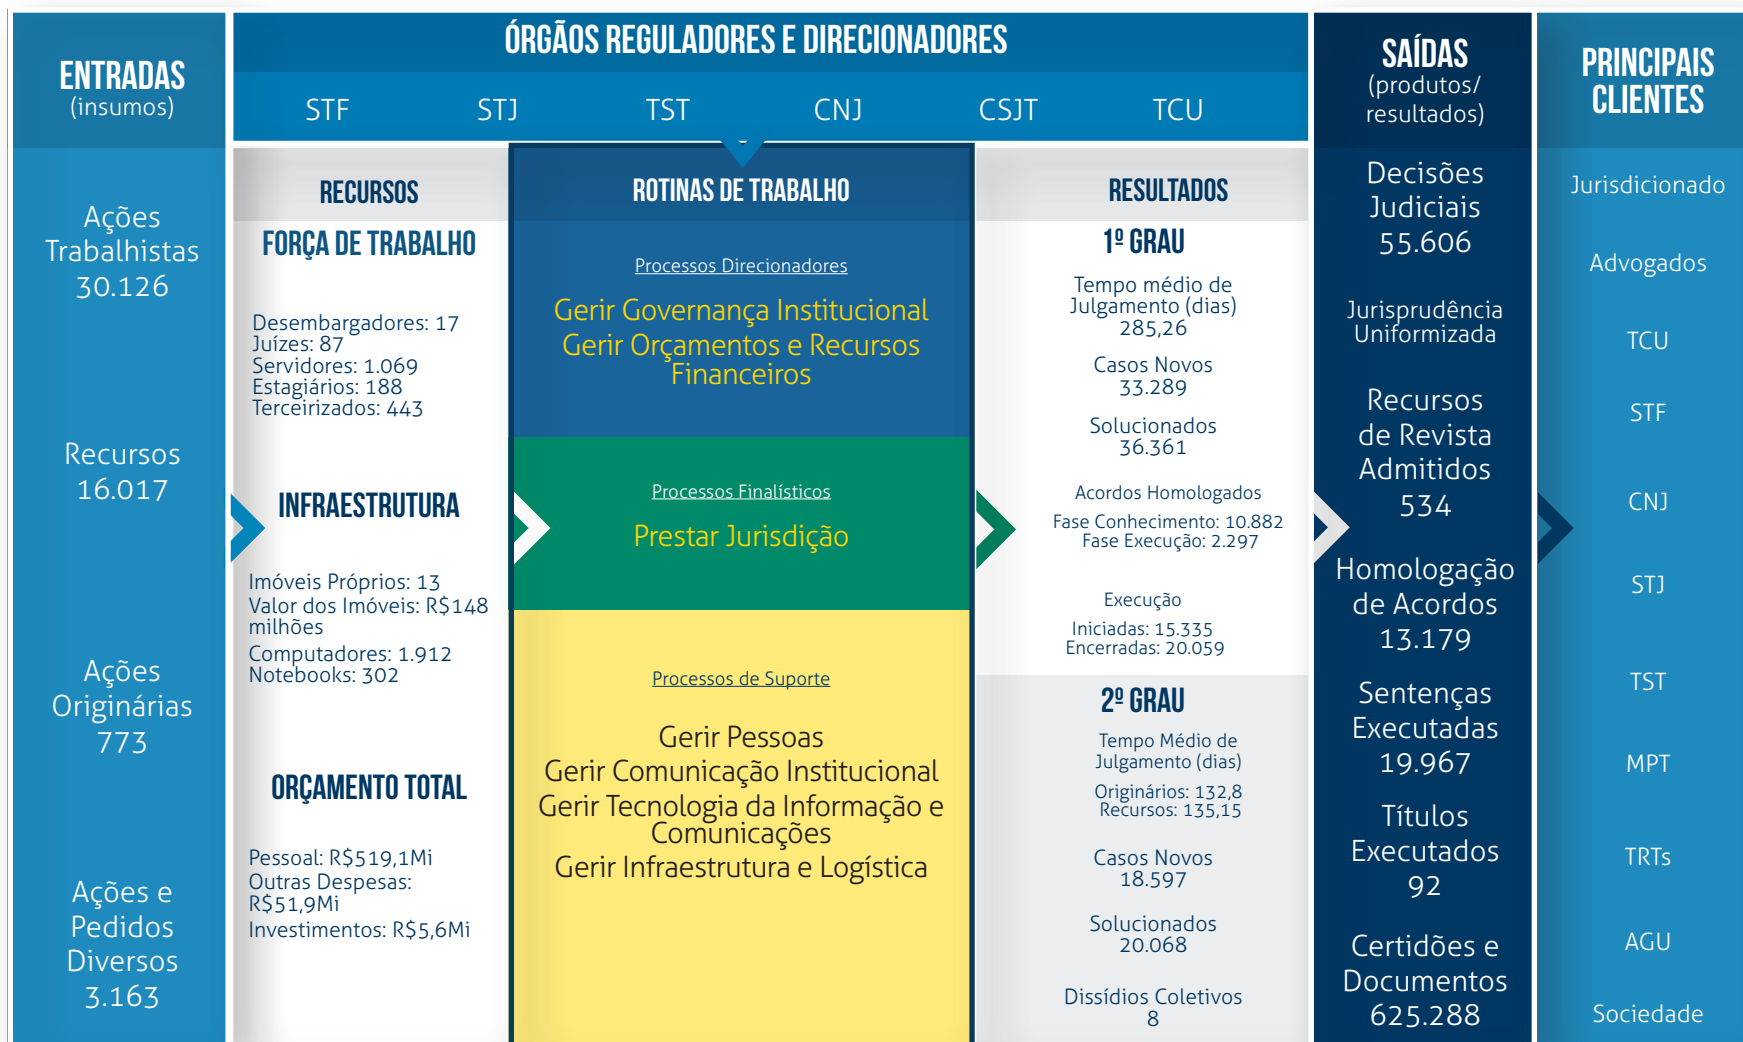 ENTRADAS
(insumos)
Ações
Trabalhistas
30.126
Recursos
16.017
Ações
Originárias
773
Ações e
Pedidos
Diversos
3.163
ÓRGÃOS REGULADORES E DIRECIONADORES
STF STJ TST CNJ CSJT TCU
RECURSOS
FORÇA DE TRABALHO
Desembargadores: 17
Juízes: 87
Servidores: 1.069
Estagiários: 188
Terceirizados: 443
INFRAESTRUTURA
Imóveis Próprios: 13
Valor dos Imóveis: R$148
milhões
Computadores: 1.912
Notebooks: 302
ORÇAMENTO TOTAL
Pessoal: R$519,1Mi
Outras Despesas:
R$51,9Mi
Investimentos: R$5,6Mi
ROTINAS DE TRABALHO
Processos Direcionadores
Gerir Governança Institucional
Gerir Orçamentos e Recursos
Financeiros
Processos Finalísticos
Prestar Jurisdição
Processos de Suporte
Gerir Pessoas
Gerir Comunicação Institucional
Gerir Tecnologia da Informação e
Comunicações
Gerir Infraestrutura e Logística
RESULTADOS
1º GRAU
Tempo médio de
Julgamento (dias)
285,26
Casos Novos
33.289
Solucionados
36.361
Acordos Homologados
Fase Conhecimento: 10.882
Fase Execução: 2.297
Execução
Iniciadas: 15.335
Encerradas: 20.059
2º GRAU
Tempo Médio de
Julgamento (dias)
Originários: 132,8
Recursos: 135,15
Casos Novos
18.597
Solucionados
20.068
Dissídios Coletivos
8
SAÍDAS
(produtos/
resultados)
Decisões
Judiciais
55.606
Jurisprudência
Uniformizada
Recursos
de Revista
Admitidos
534
Homologação
de Acordos
13.179
Sentenças
Executadas
19.967
Títulos
Executados
92
Certidões e
Documentos
625.288
PRINCIPAIS
CLIENTES
Jurisdicionado
Advogados
TCU
STF
CNJ
STJ
TST
MPT
TRTs
AGU
Sociedade